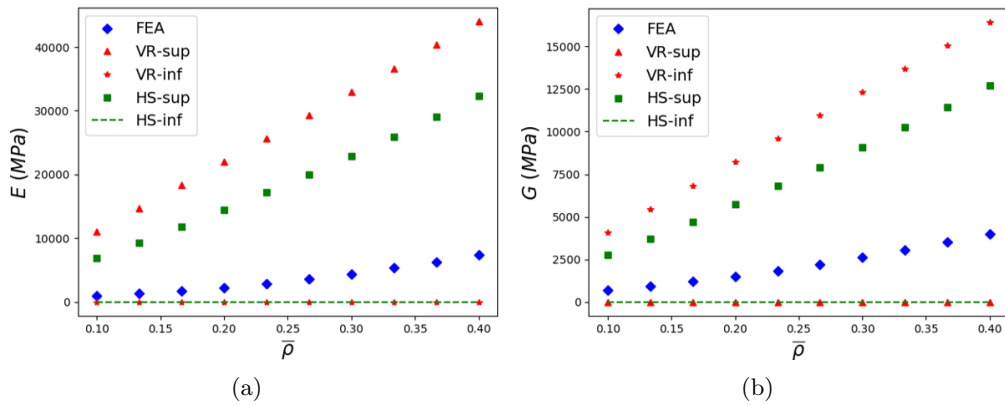 FEA
VR-sup
VR-inf
HS-sup
HS-inf
E (MPa)
40000
30000
20000
10000
0
0.10 0.15 0.20 0.25 0.30 0.35 0.40
ρ̅
(a)
FEA
VR-sup
VR-inf
HS-sup
HS-inf
G (MPa)
15000
12500
10000
7500
5000
2500
0
0.10 0.15 0.20 0.25 0.30 0.35 0.40
ρ̅
(b)